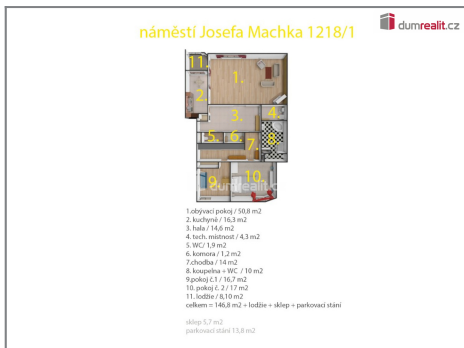 náměstí Josefa Machka 1218/1
dumrealit.cz
11.
1.
2.
3.
4.
5.
6.
7.
8
9
10.
dumrealit.cz
1.obývací pokoj / 50,8 m2
2. kuchyně / 16,3 m2
3. hala / 14,6 m2
4. tech. místnost / 4,3 m2
5. WC/ 1,9 m2
6. komora / 1,2 m2
7.chodba / 14 m2
8. koupelna + WC / 10 m2
9.pokoj č.1 / 16,7 m2
10. pokoj č. 2 / 17 m2
11. lodžie / 8,10 m2
celkem = 146,8 m2 + lodžie + sklep + parkovací stání
sklep 5,7 m2
parkovací stání 13,8 m2